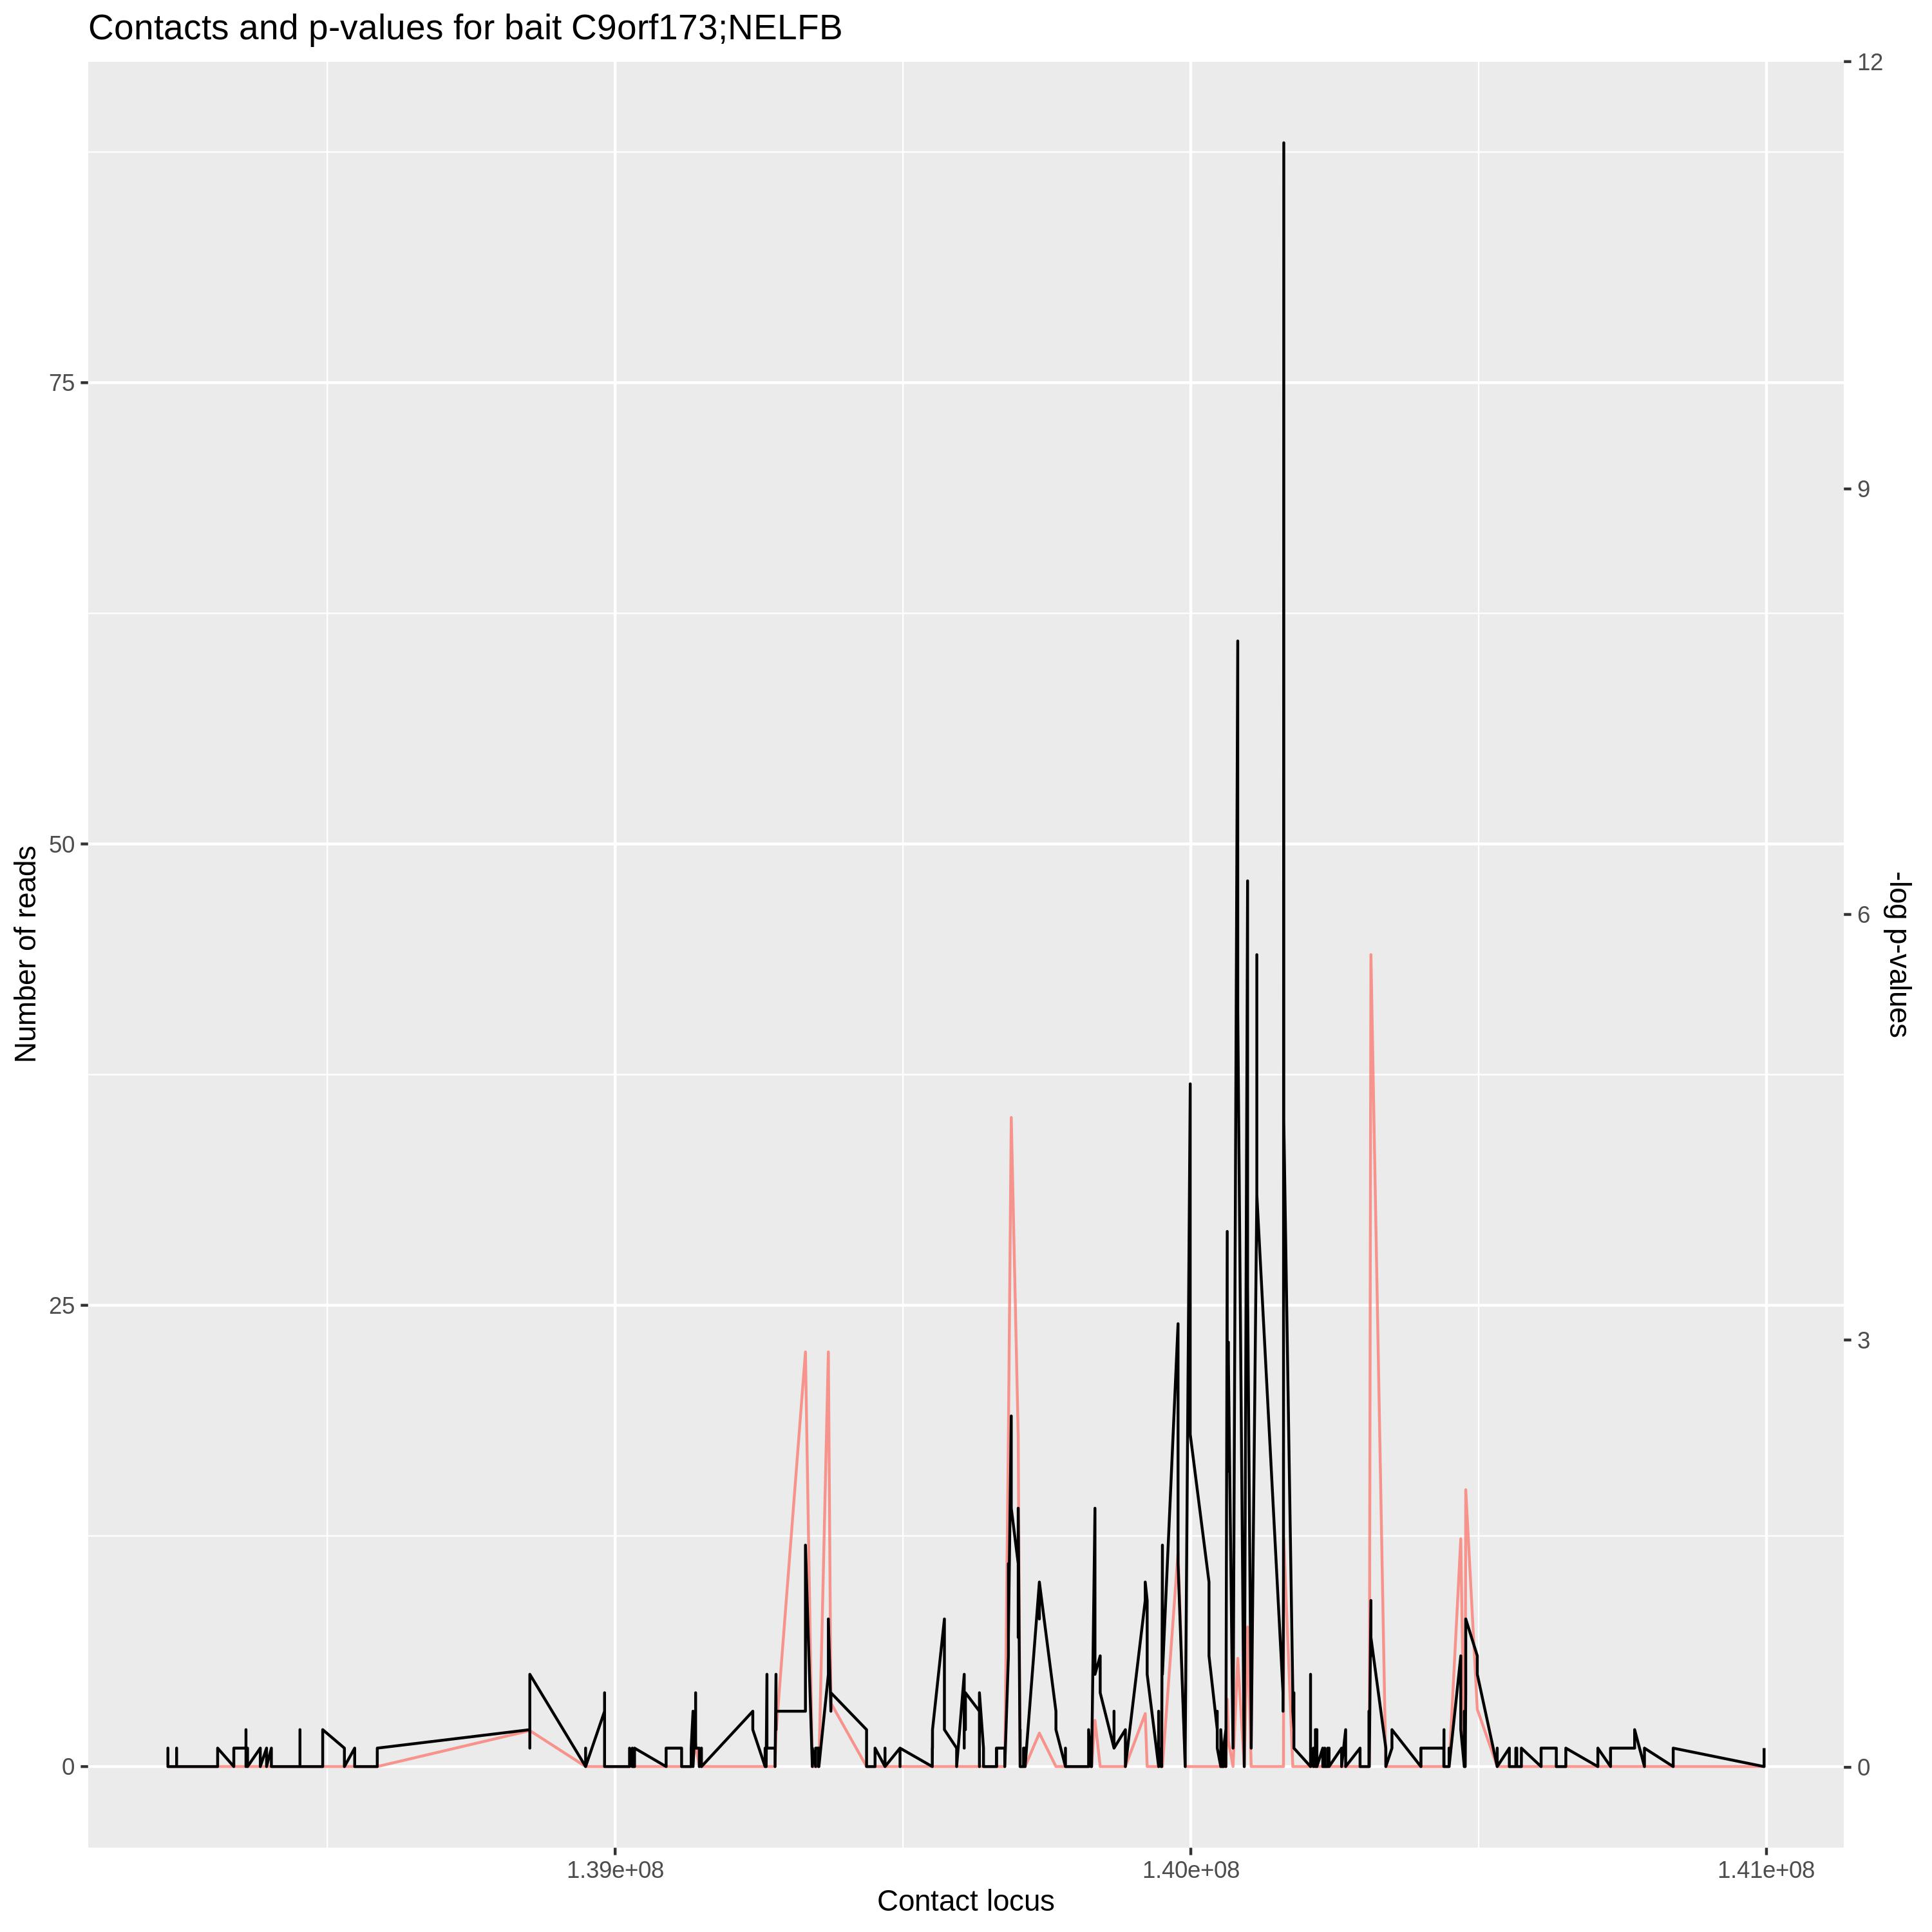 Contacts and p-values for bait C9orf173;NELFB
Number of reads
75
50
25
0
12
9
6
3
0
-log p-values
1.39e+08
1.40e+08
1.41e+08
Contact locus